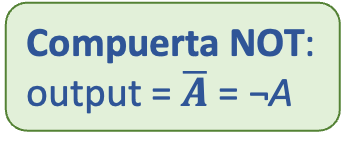 Compuerta NOT:
output = A̅ = ¬A